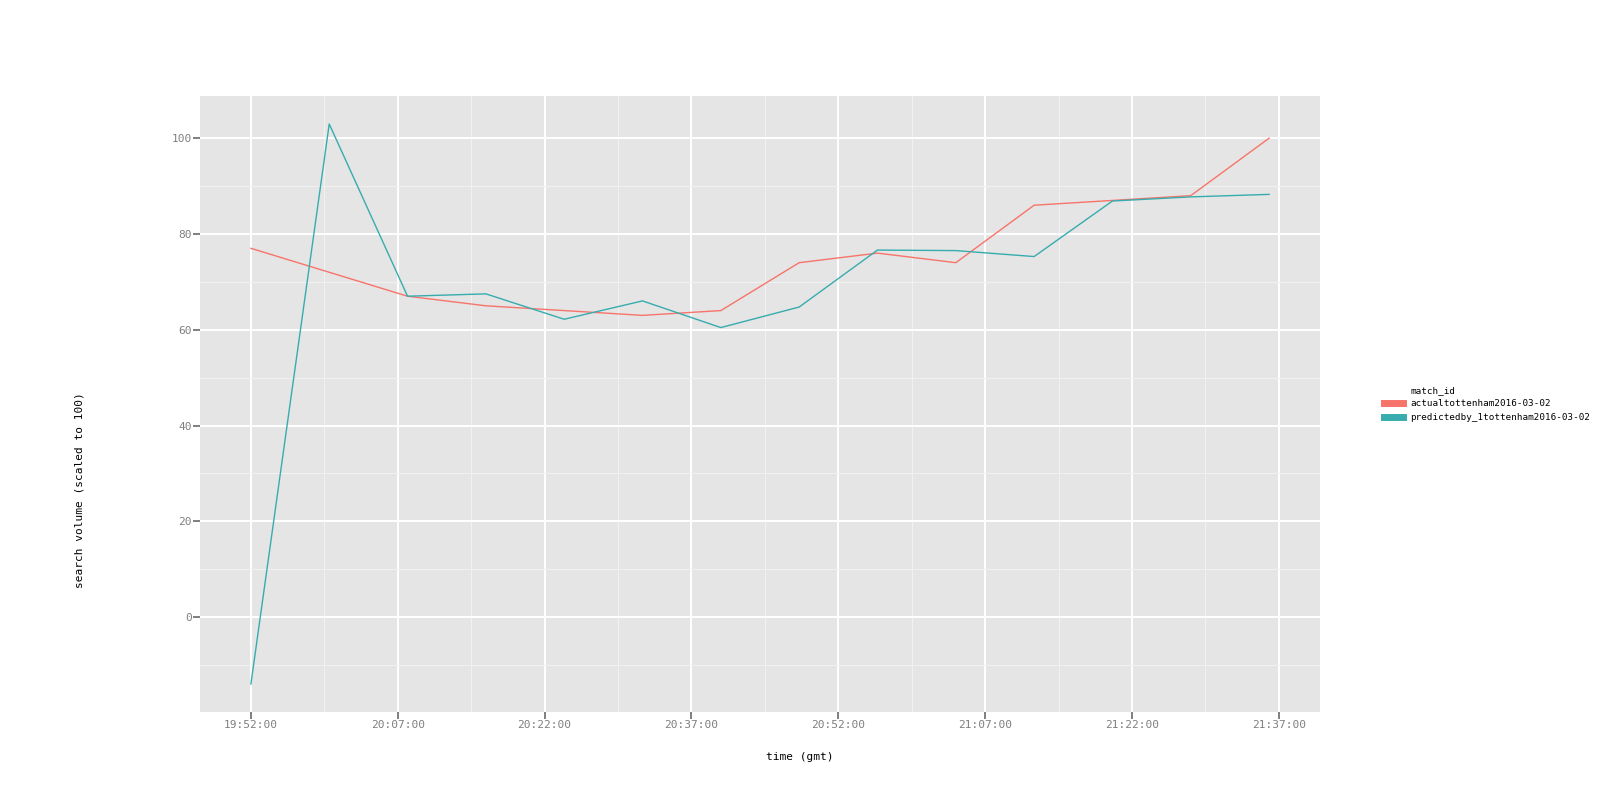 100
80
60
40
20
0
search volume (scaled to 100)
19:52:00 20:07:00 20:22:00 20:37:00 20:52:00 21:07:00 21:22:00 21:37:00
time (gmt)
match_id
actualtottenham2016-03-02
predictedby_1tottenham2016-03-02